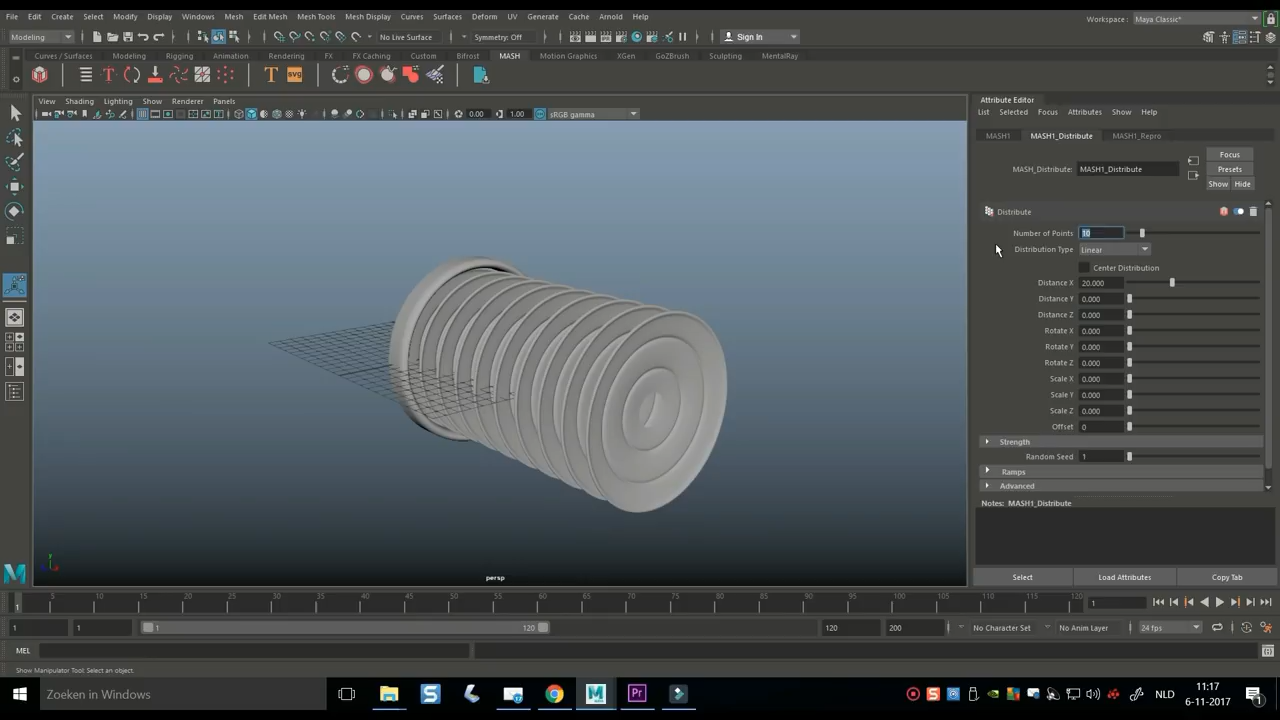 File Edit Create Select Modify Display Windows Mesh Edit Mesh Mesh Tools Mesh Display Curves Surfaces Deform UV Generate Cache Arnold Help
Workspace : Maya Classic*
Modeling
No Live Surface
Symmetry: Off
Sign In
Curves / Surfaces Modeling Rigging Animation Rendering FX FX Caching Custom Bifrost MASH Motion Graphics XGen GoZBrush Sculpting MentalRay
T
svg
View Shading Lighting Show Renderer Panels
0.00
1.00
sRGB gamma
Attribute Editor
List Selected Focus Attributes Show Help
MASH1 MASH1_Distribute MASH1_Repro
Focus
MASH_Distribute: MASH1_Distribute
Presets
Show Hide
Distribute
Number of Points 10
Distribution Type Linear
Center Distribution
Distance X 20.000
Distance Y 0.000
Distance Z 0.000
Rotate X 0.000
Rotate Y 0.000
Rotate Z 0.000
Scale X 0.000
Scale Y 0.000
Scale Z 0.000
Offset 0
Strength
Random Seed 1
Ramps
Advanced
Notes: MASH1_Distribute
persp
Select Load Attributes Copy Tab
5 10 15 20 25 30 35 40 45 50 55 60 65 70 75 80 85 90 95 100 105 110 115 120
1
1
1 1 1 120 120 200 No Character Set No Anim Layer 24 fps
MEL
Show Manipulator Tool: Select an object.
Zoeken in Windows
Pr
NLD
11:17
6-11-2017